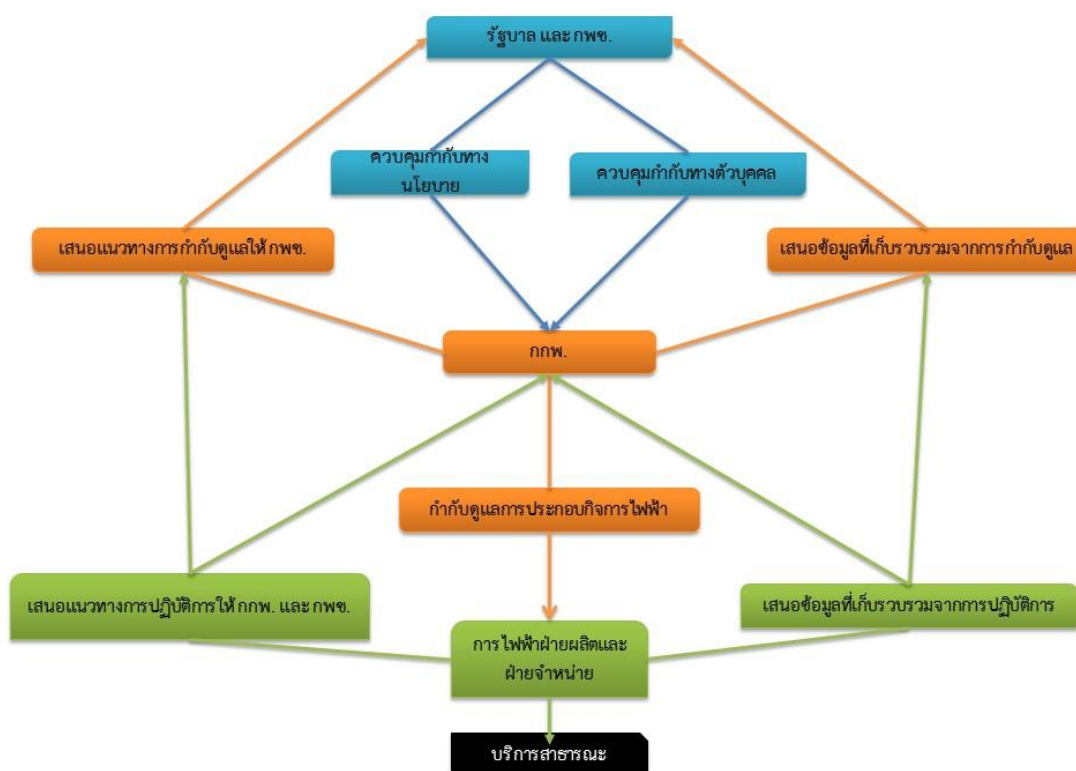 รัฐบาล และ กพช.
ควบคุมกำกับทาง
นโยบาย
ควบคุมกำกับทางตัวบุคคล
เสนอแนวทางการกำกับดูแลให้ กพช.
เสนอข้อมูลที่เก็บรวบรวมจากการกำกับดูแล
กกพ.
กำกับดูแลการประกอบกิจการไฟฟ้า
เสนอแนวทางการปฏิบัติการให้ กกพ. และ กพช.
เสนอข้อมูลที่เก็บรวบรวมจากการปฏิบัติการ
การไฟฟ้าฝ่ายผลิตและ
ฝ่ายจำหน่าย
บริการสาธารณะ